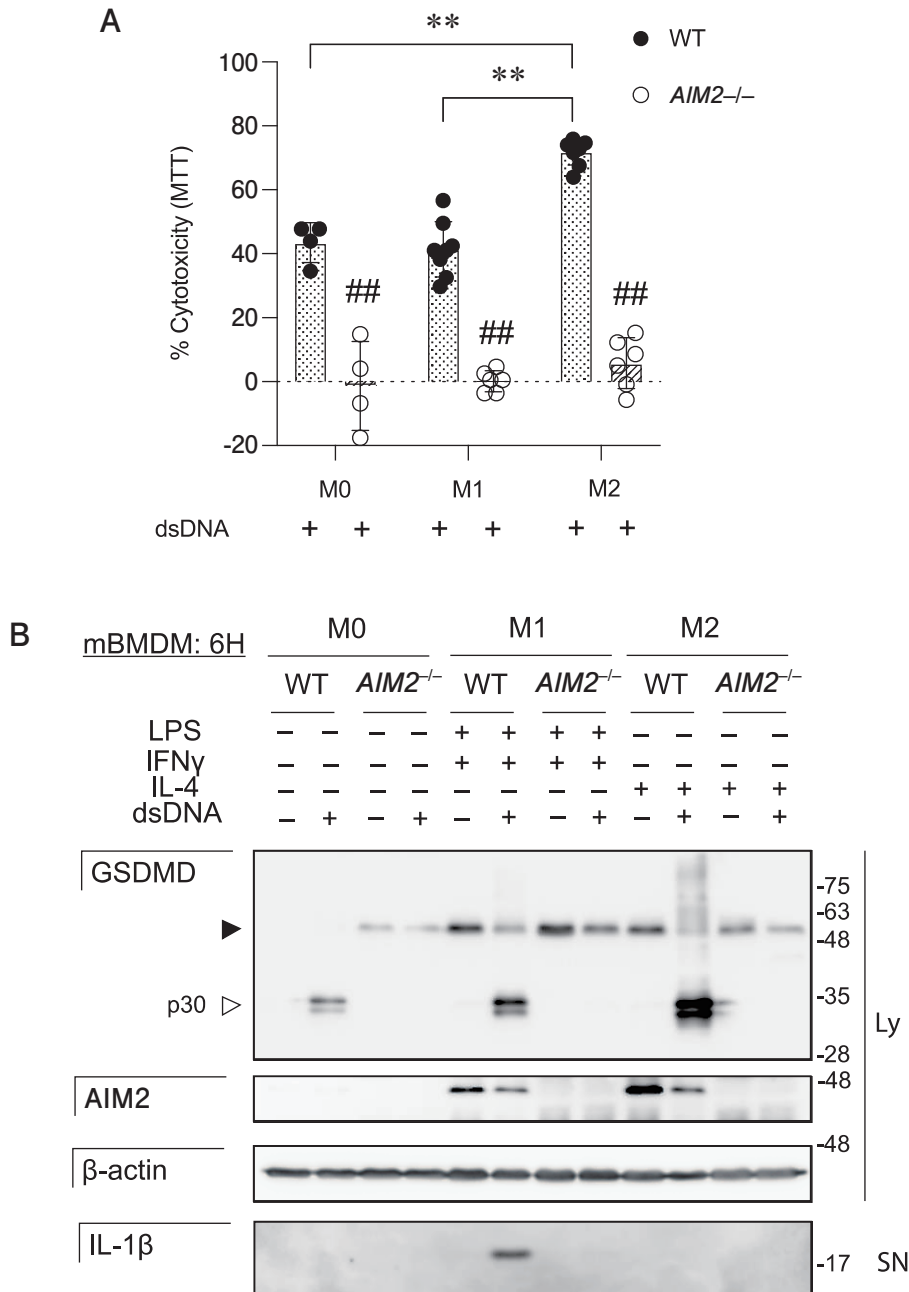 A
**
**
WT
AIM2–/–
% Cytotoxicity (MTT)
100
80
60
40
20
0
-20
##
##
##
M0 M1 M2
dsDNA + + + + + +
B
mBMDM: 6H
M0 M1 M2
WT AIM2–/– WT AIM2–/– WT AIM2–/–
LPS – – – – + + + + – – – –
IFNγ – – – – + + + + – – – –
IL-4 – – – – – – – – + + + +
dsDNA – + – + – + – + – + – +
GSDMD
-75
-63
-48
p30
-35
-28
Ly
AIM2
-48
β-actin
-48
IL-1β
-17 SN